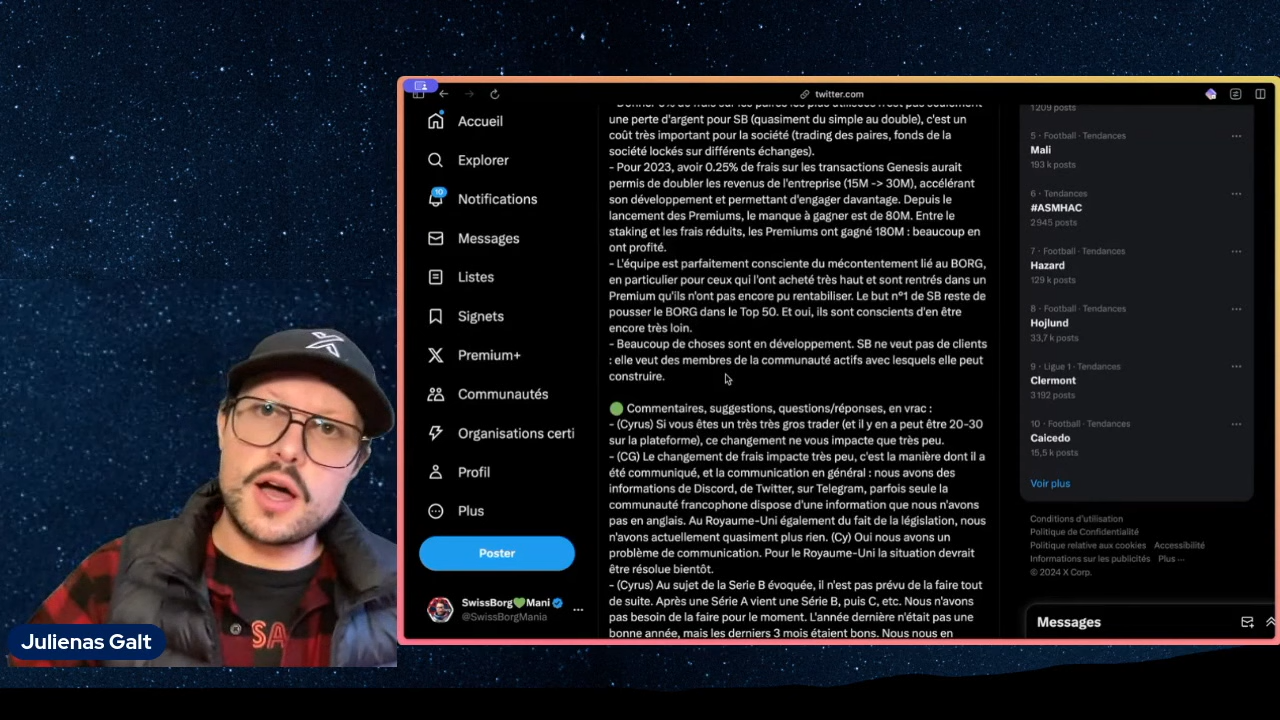 twitter.com
Accueil
Explorer
10
Notifications
Messages
Listes
Signets
Premium+
Communautés
Organisations certi
Profil
Plus
Poster
SwissBorg💚Mani
@SwissBorgMania
une perte d'argent pour SB (quasiment du simple au double), c'est un
coût très important pour la société (trading des paires, fonds de la
société lockés sur différents échanges).
- Pour 2023, avoir 0.25% de frais sur les transactions Genesis aurait
permis de doubler les revenus de l'entreprise (15M -> 30M), accélérant
son développement et permettant d'engager davantage. Depuis le
lancement des Premiums, le manque à gagner est de 80M. Entre le
staking et les frais réduits, les Premiums ont gagné 180M : beaucoup en
ont profité.
- L'équipe est parfaitement consciente du mécontentement lié au BORG,
en particulier pour ceux qui l'ont acheté très haut et sont rentrés dans un
Premium qu'ils n'ont pas encore pu rentabiliser. Le but n°1 de SB reste de
pousser le BORG dans le Top 50. Et oui, ils sont conscients d'en être
encore très loin.
- Beaucoup de choses sont en développement. SB ne veut pas de clients
: elle veut des membres de la communauté actifs avec lesquels elle peut
construire.
🟢 Commentaires, suggestions, questions/réponses, en vrac :
- (Cyrus) Si vous êtes un très très gros trader (et il y en a peut être 20-30
sur la plateforme), ce changement ne vous impacte que très peu.
- (CG) Le changement de frais impacte très peu, c'est la manière dont il a
été communiqué, et la communication en général : nous avons des
informations de Discord, de Twitter, sur Telegram, parfois seule la
communauté francophone dispose d'une information que nous n'avons
pas en anglais. Au Royaume-Uni également du fait de la législation, nous
n'avons actuellement quasiment plus rien. (Cy) Oui nous avons un
problème de communication. Pour le Royaume-Uni la situation devrait
être résolue bientôt.
- (Cyrus) Au sujet de la Serie B évoquée, il n'est pas prévu de la faire tout
de suite. Après une Série A vient une Série B, puis C, etc. Nous n'avons
pas besoin de la faire pour le moment. L'année dernière n'était pas une
bonne année, mais les derniers 3 mois étaient bons. Nous nous en
1 209 posts
5 · Football · Tendances
Mali
193 k posts
6 · Tendances
#ASMHAC
2 945 posts
7 · Football · Tendances
Hazard
129 k posts
8 · Football · Tendances
Hojlund
33,7 k posts
9 · Ligue 1 · Tendances
Clermont
3 192 posts
10 · Football · Tendances
Caicedo
15,5 k posts
Voir plus
Conditions d'utilisation
Politique de Confidentialité
Politique relative aux cookies Accessibilité
Informations sur les publicités Plus ···
© 2024 X Corp.
Messages
SA
Julienas Galt